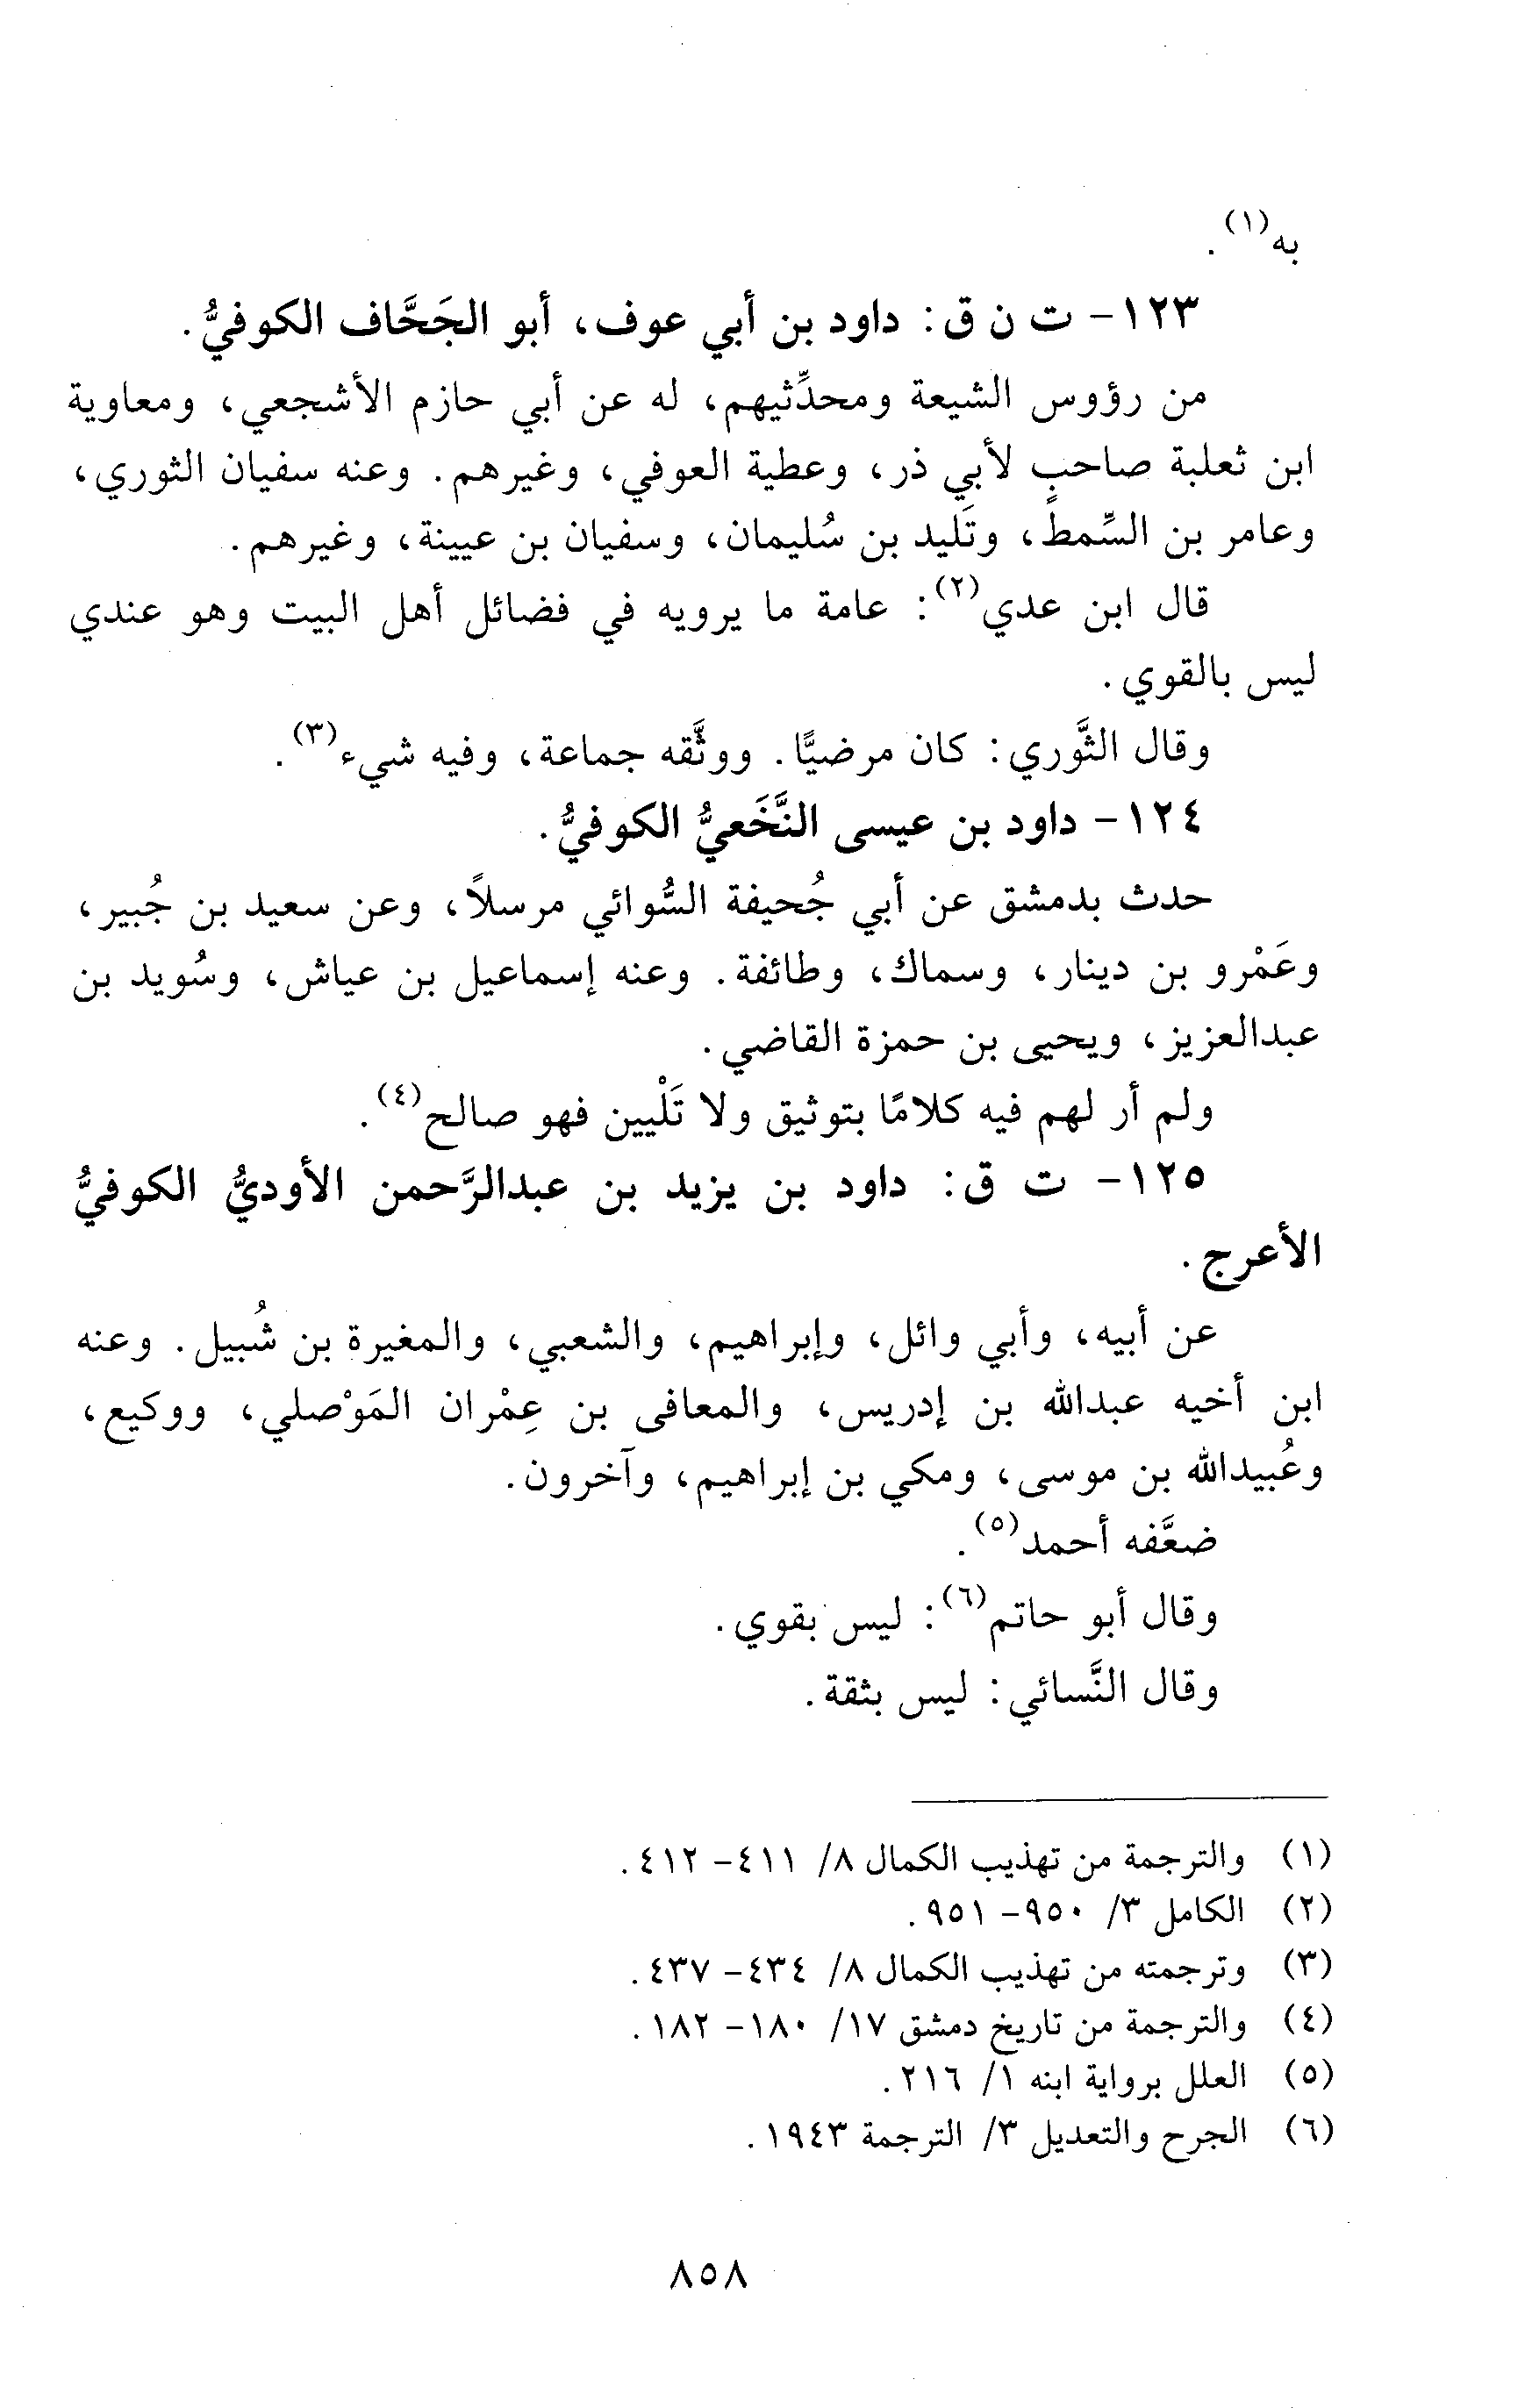 به(١).
١٢٣- ت ن ق: داود بن أبي عوف، أبو الجَحَّاف الكوفيُّ.
من رؤوس الشيعة ومحدِّثيهم، له عن أبي حازم الأشجعي، ومعاوية
ابن ثعلبة صاحبٍ لأبي ذر، وعطية العوفي، وغيرهم. وعنه سفيان الثوري،
وعامر بن السِّمط، وتَليد بن سُليمان، وسفيان بن عيينة، وغيرهم.
قال ابن عدي(٢): عامة ما يرويه في فضائل أهل البيت وهو عندي
ليس بالقوي.
وقال الثَّوري: كان مرضيًّا. ووثَّقه جماعة، وفيه شيء(٣).
١٢٤- داود بن عيسى النَّخَعيُّ الكوفيُّ.
حدث بدمشق عن أبي جُحيفة السُّوائي مرسلاً، وعن سعيد بن جُبير،
وعَمْرو بن دينار، وسماك، وطائفة. وعنه إسماعيل بن عياش، وسُويد بن
عبدالعزيز، ويحيى بن حمزة القاضي.
ولم أر لهم فيه كلامًا بتوثيق ولا تَلْيين فهو صالح(٤).
١٢٥- ت ق: داود بن يزيد بن عبدالرَّحمن الأوديُّ الكوفيُّ
الأعرج.
عن أبيه، وأبي وائل، وإبراهيم، والشعبي، والمغيرة بن شُبيل. وعنه
ابن أخيه عبدالله بن إدريس، والمعافى بن عِمْران المَوْصلي، ووكيع،
وعُبيدالله بن موسى، ومكي بن إبراهيم، وآخرون.
ضعَّفه أحمد(٥).
وقال أبو حاتم(٦): ليس بقوي.
وقال النَّسائي: ليس بثقة.
(١) والترجمة من تهذيب الكمال ٨/ ٤١١- ٤١٢.
(٢) الكامل ٣/ ٩٥٠- ٩٥١.
(٣) وترجمته من تهذيب الكمال ٨/ ٤٣٤- ٤٣٧.
(٤) والترجمة من تاريخ دمشق ١٧/ ١٨٠- ١٨٢.
(٥) العلل برواية ابنه ١/ ٢١٦.
(٦) الجرح والتعديل ٣/ الترجمة ١٩٤٣.
٨٥٨